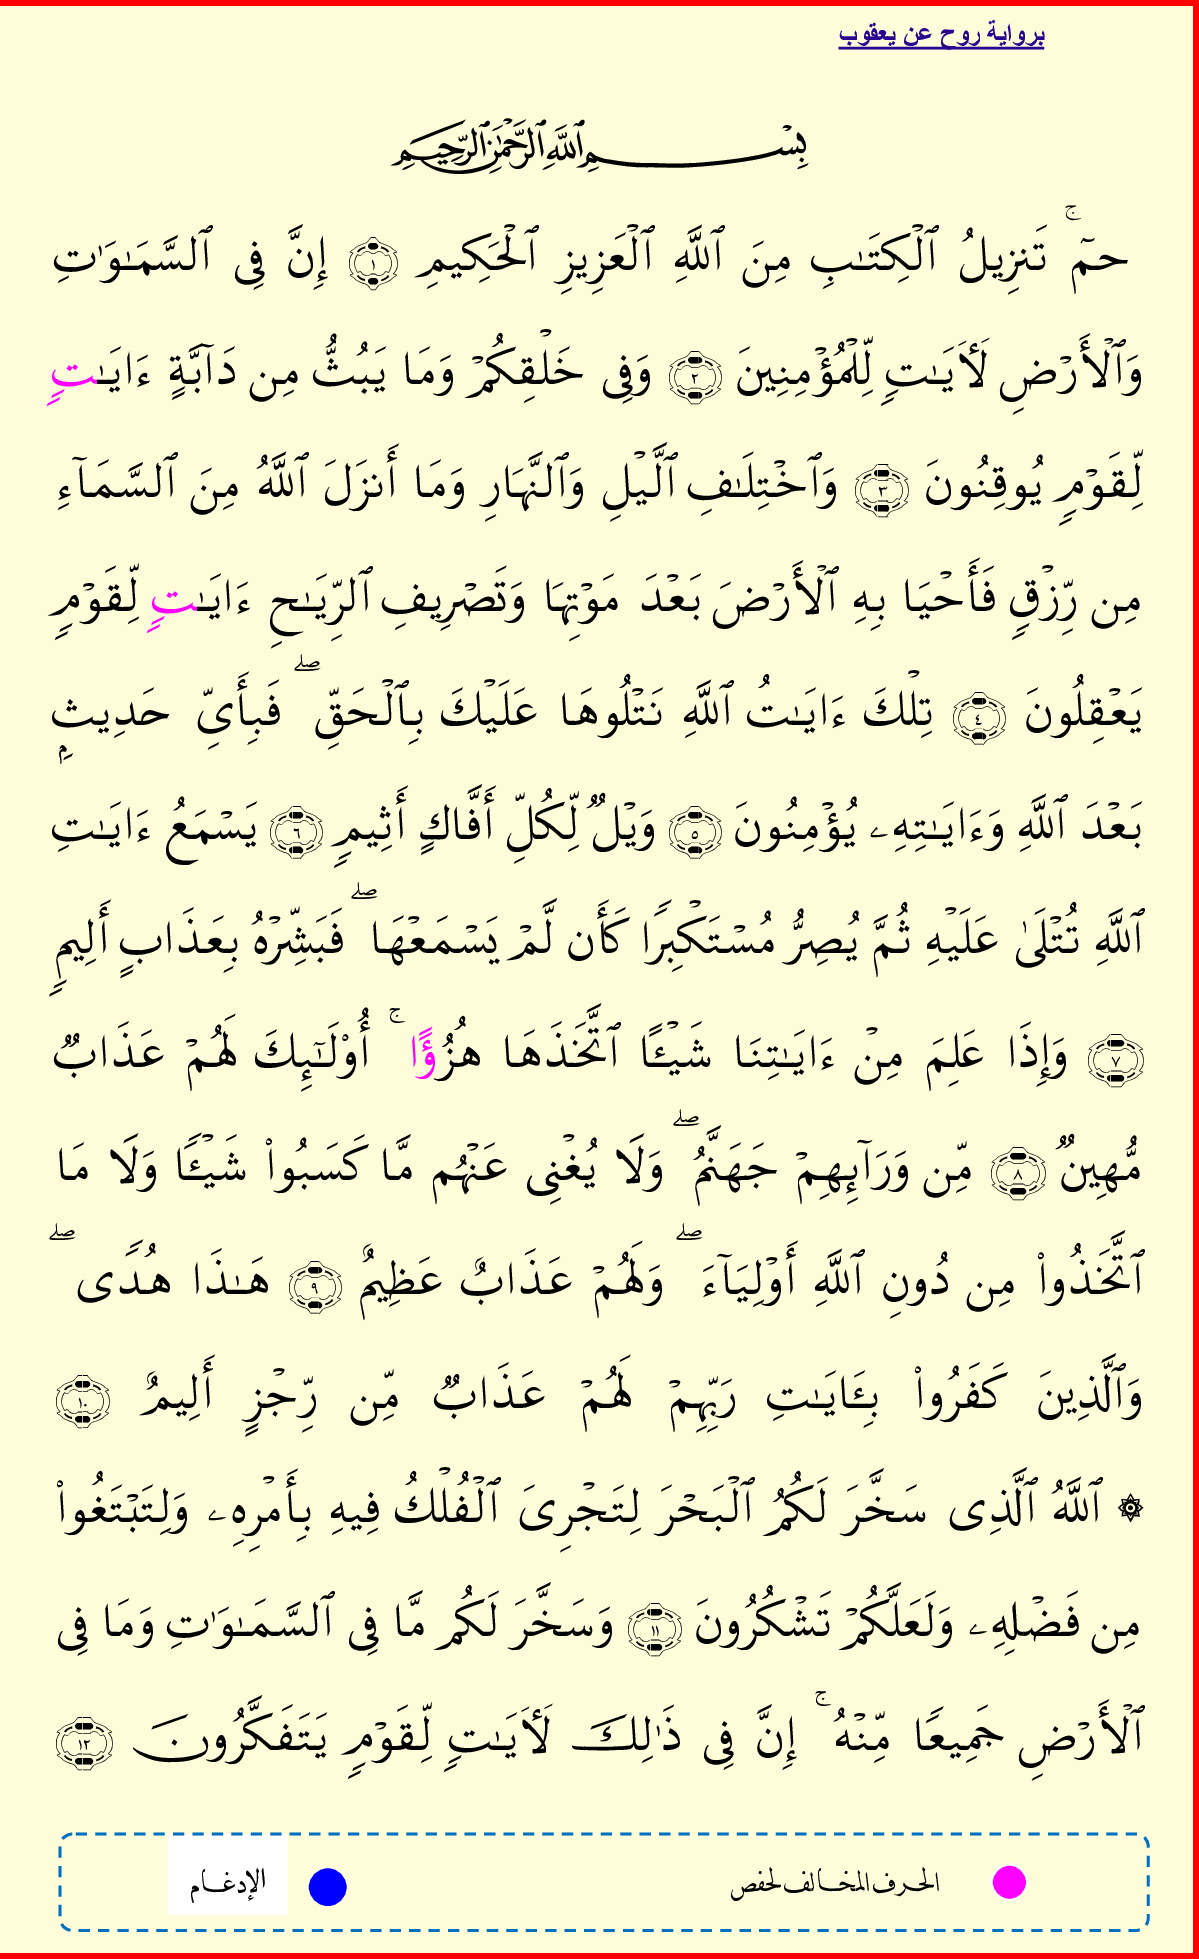 برواية روح عن يعقوب
بِسْمِ ٱللَّهِ ٱلرَّحْمَٰنِ ٱلرَّحِيمِ
حمٓ ۚ تَنزِيلُ ٱلْكِتَـٰبِ مِنَ ٱللَّهِ ٱلْعَزِيزِ ٱلْحَكِيمِ ١ إِنَّ فِى ٱلسَّمَـٰوَٰتِ
وَٱلْأَرْضِ لَـَٔايَـٰتٍ لِّلْمُؤْمِنِينَ ٢ وَفِى خَلْقِكُمْ وَمَا يَبُثُّ مِن دَآبَّةٍ ءَايَـٰتٍ
لِّقَوْمٍ يُوقِنُونَ ٣ وَٱخْتِلَـٰفِ ٱلَّيْلِ وَٱلنَّهَارِ وَمَا أَنزَلَ ٱللَّهُ مِنَ ٱلسَّمَآءِ
مِن رِّزْقٍ فَأَحْيَا بِهِ ٱلْأَرْضَ بَعْدَ مَوْتِهَا وَتَصْرِيفِ ٱلرِّيَـٰحِ ءَايَـٰتٍ لِّقَوْمٍ
يَعْقِلُونَ ٤ تِلْكَ ءَايَـٰتُ ٱللَّهِ نَتْلُوهَا عَلَيْكَ بِٱلْحَقِّ ۖ فَبِأَىِّ حَدِيثٍۭ
بَعْدَ ٱللَّهِ وَءَايَـٰتِهِۦ يُؤْمِنُونَ ٥ وَيْلٌ لِّكُلِّ أَفَّاكٍ أَثِيمٍ ٦ يَسْمَعُ ءَايَـٰتِ
ٱللَّهِ تُتْلَىٰ عَلَيْهِ ثُمَّ يُصِرُّ مُسْتَكْبِرًا كَأَن لَّمْ يَسْمَعْهَا ۖ فَبَشِّرْهُ بِعَذَابٍ أَلِيمٍ
٧ وَإِذَا عَلِمَ مِنْ ءَايَـٰتِنَا شَيْـًٔا ٱتَّخَذَهَا هُزُؤًا ۚ أُوْلَـٰٓئِكَ لَهُمْ عَذَابٌ
مُّهِينٌ ٨ مِّن وَرَآئِهِمْ جَهَنَّمُ ۖ وَلَا يُغْنِى عَنْهُم مَّا كَسَبُوا۟ شَيْـًٔا وَلَا مَا
ٱتَّخَذُوا۟ مِن دُونِ ٱللَّهِ أَوْلِيَآءَ ۖ وَلَهُمْ عَذَابٌ عَظِيمٌ ٩ هَـٰذَا هُدًى ۖ
وَٱلَّذِينَ كَفَرُوا۟ بِـَٔايَـٰتِ رَبِّهِمْ لَهُمْ عَذَابٌ مِّن رِّجْزٍ أَلِيمٌ ١٠
۞ ٱللَّهُ ٱلَّذِى سَخَّرَ لَكُمُ ٱلْبَحْرَ لِتَجْرِىَ ٱلْفُلْكُ فِيهِ بِأَمْرِهِۦ وَلِتَبْتَغُوا۟
مِن فَضْلِهِۦ وَلَعَلَّكُمْ تَشْكُرُونَ ١١ وَسَخَّرَ لَكُم مَّا فِى ٱلسَّمَـٰوَٰتِ وَمَا فِى
ٱلْأَرْضِ جَمِيعًا مِّنْهُ ۚ إِنَّ فِى ذَٰلِكَ لَـَٔايَـٰتٍ لِّقَوْمٍ يَتَفَكَّرُونَ ١٢
الحرف المخالف لحفص الإدغام